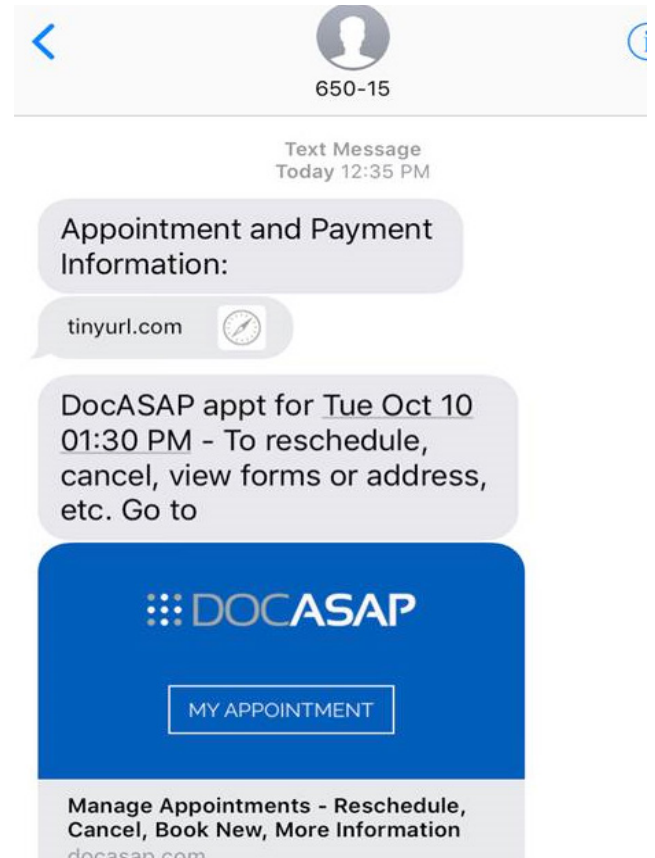 650-15
Text Message
Today 12:35 PM
Appointment and Payment
Information:
tinyurl.com
DocASAP appt for Tue Oct 10
01:30 PM - To reschedule,
cancel, view forms or address,
etc. Go to
DOCASAP
MY APPOINTMENT
Manage Appointments - Reschedule,
Cancel, Book New, More Information
docasap.com